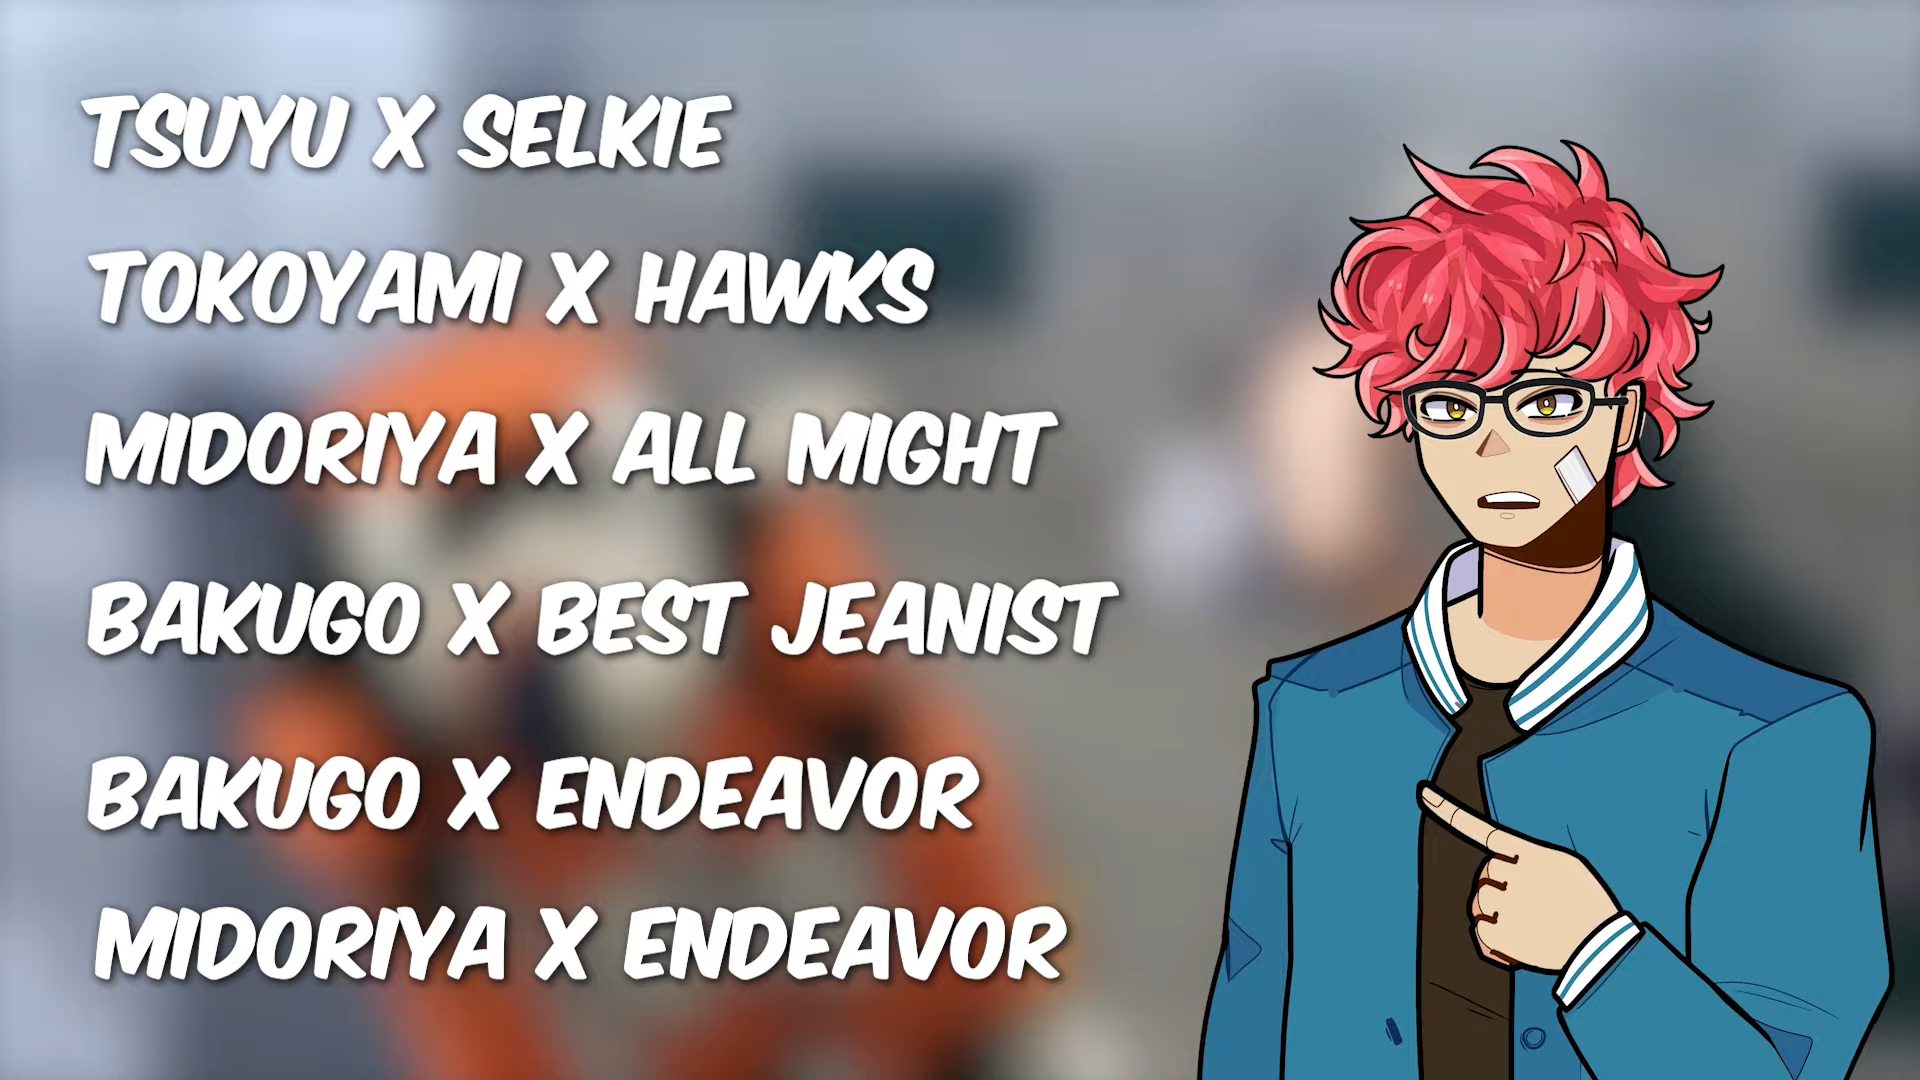 TSUYU X SELKIE
TOKOYAMI X HAWKS
MIDORIYA X ALL MIGHT
BAKUGO X BEST JEANIST
BAKUGO X ENDEAVOR
MIDORIYA X ENDEAVOR